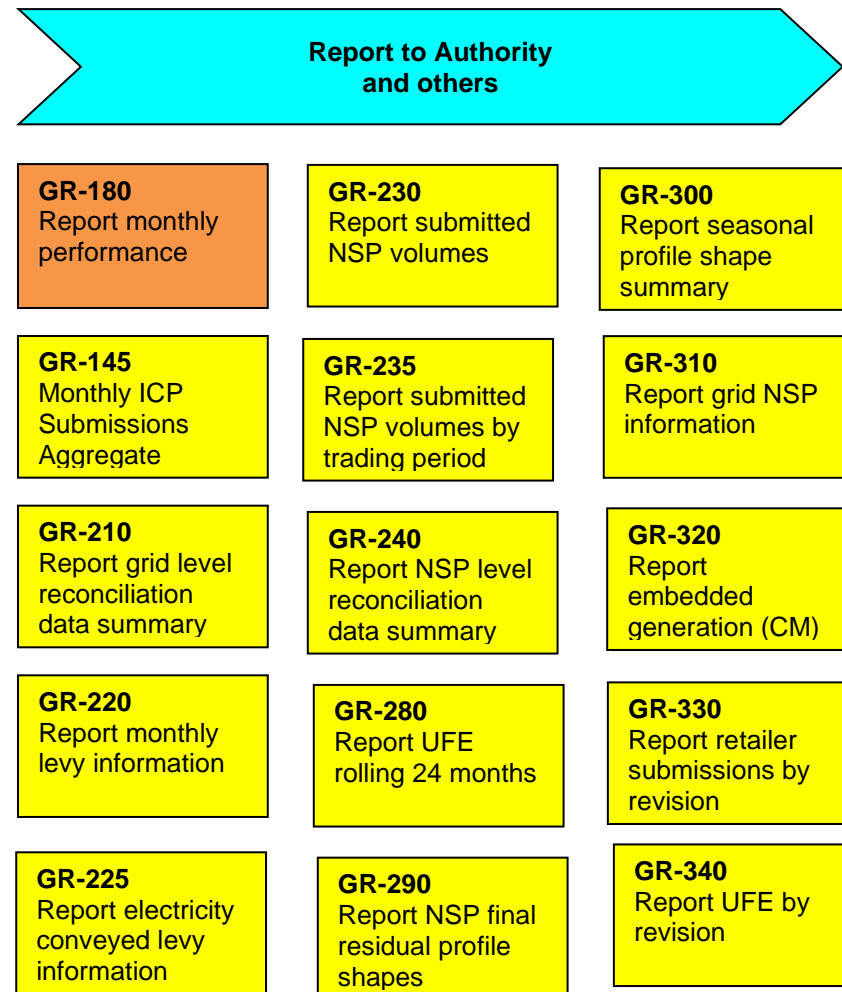 Report to Authority
and others
GR-180
Report monthly
performance
GR-230
Report submitted
NSP volumes
GR-300
Report seasonal
profile shape
summary
GR-145
Monthly ICP
Submissions
Aggregate
GR-235
Report submitted
NSP volumes by
trading period
GR-310
Report grid NSP
information
GR-210
Report grid level
reconciliation
data summary
GR-240
Report NSP level
reconciliation
data summary
GR-320
Report
embedded
generation (CM)
GR-220
Report monthly
levy information
GR-280
Report UFE
rolling 24 months
GR-330
Report retailer
submissions by
revision
GR-225
Report electricity
conveyed levy
information
GR-290
Report NSP final
residual profile
shapes
GR-340
Report UFE by
revision